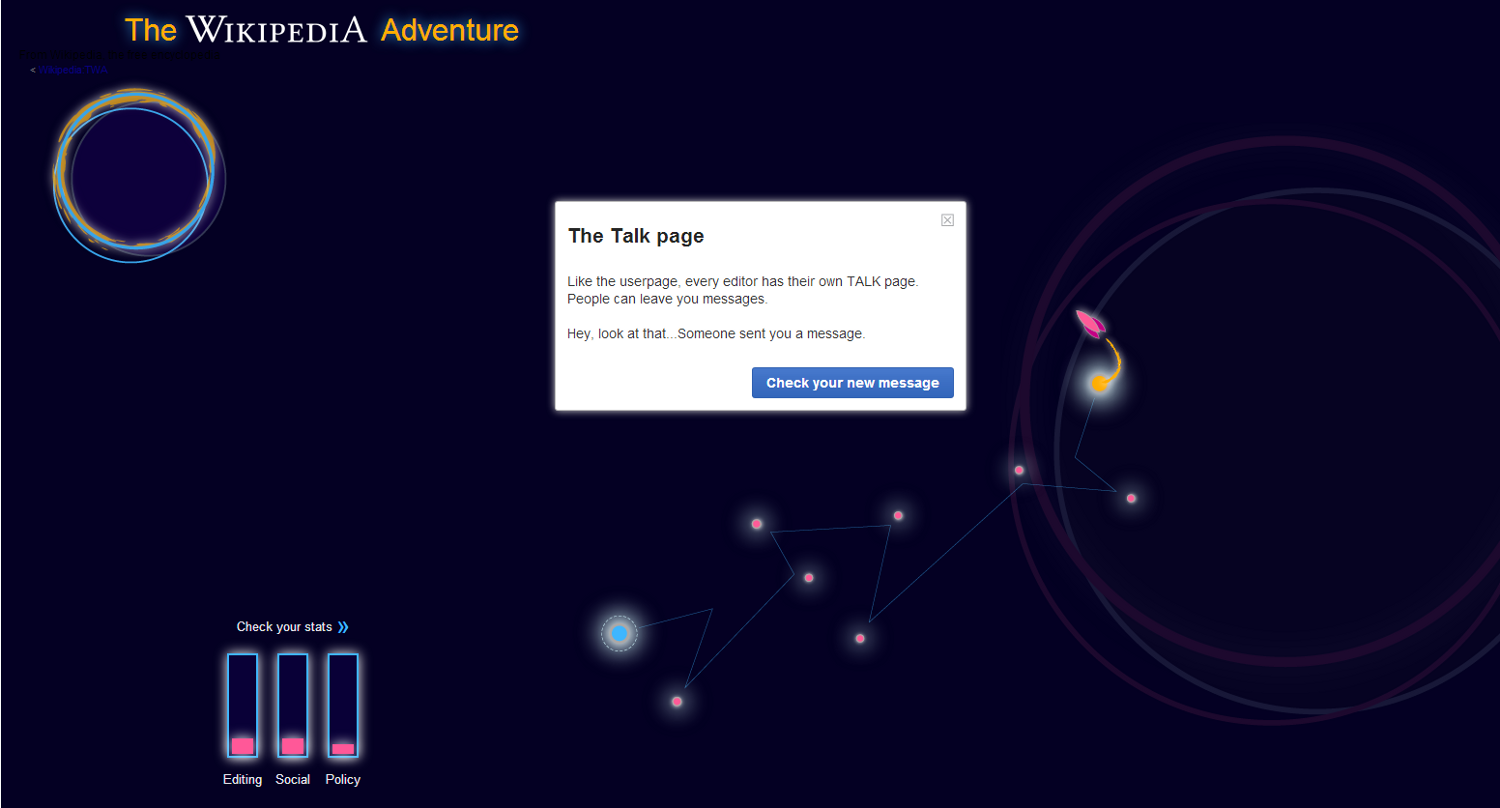 The WIKIPEDIA Adventure
< Wikipedia:TWA
The Talk page
Like the userpage, every editor has their own TALK page.
People can leave you messages.
Hey, look at that...Someone sent you a message.
Check your new message
Check your stats »
Editing Social Policy